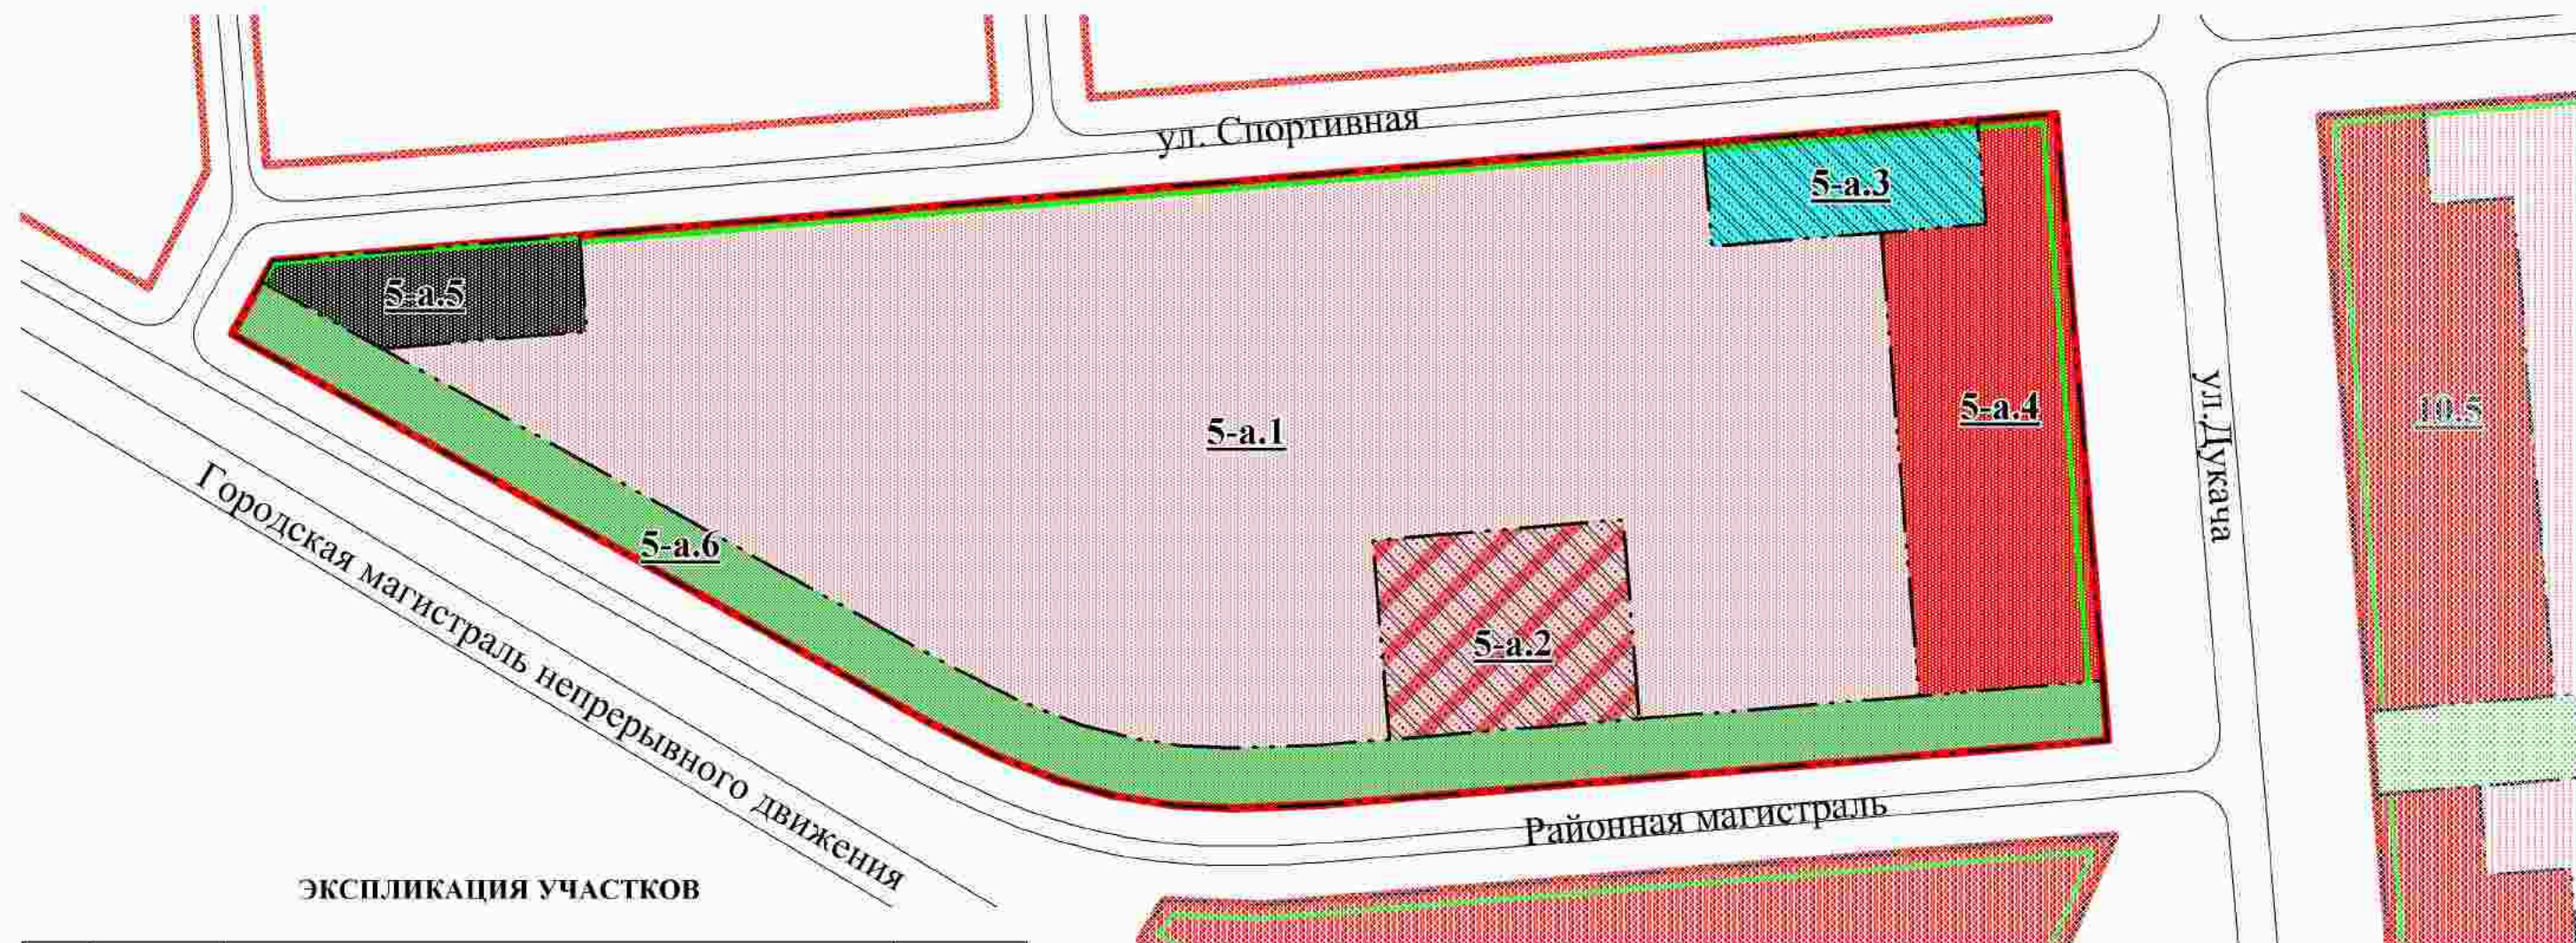 ул. Спортивная
5-а.3
5-а.5
5-а.4
10.5
5-а.1
ул.Дукача
5-а.6
5-а.2
Городская магистраль непрерывного движения
Районная магистраль
ЭКСПЛИКАЦИЯ УЧАСТКОВ